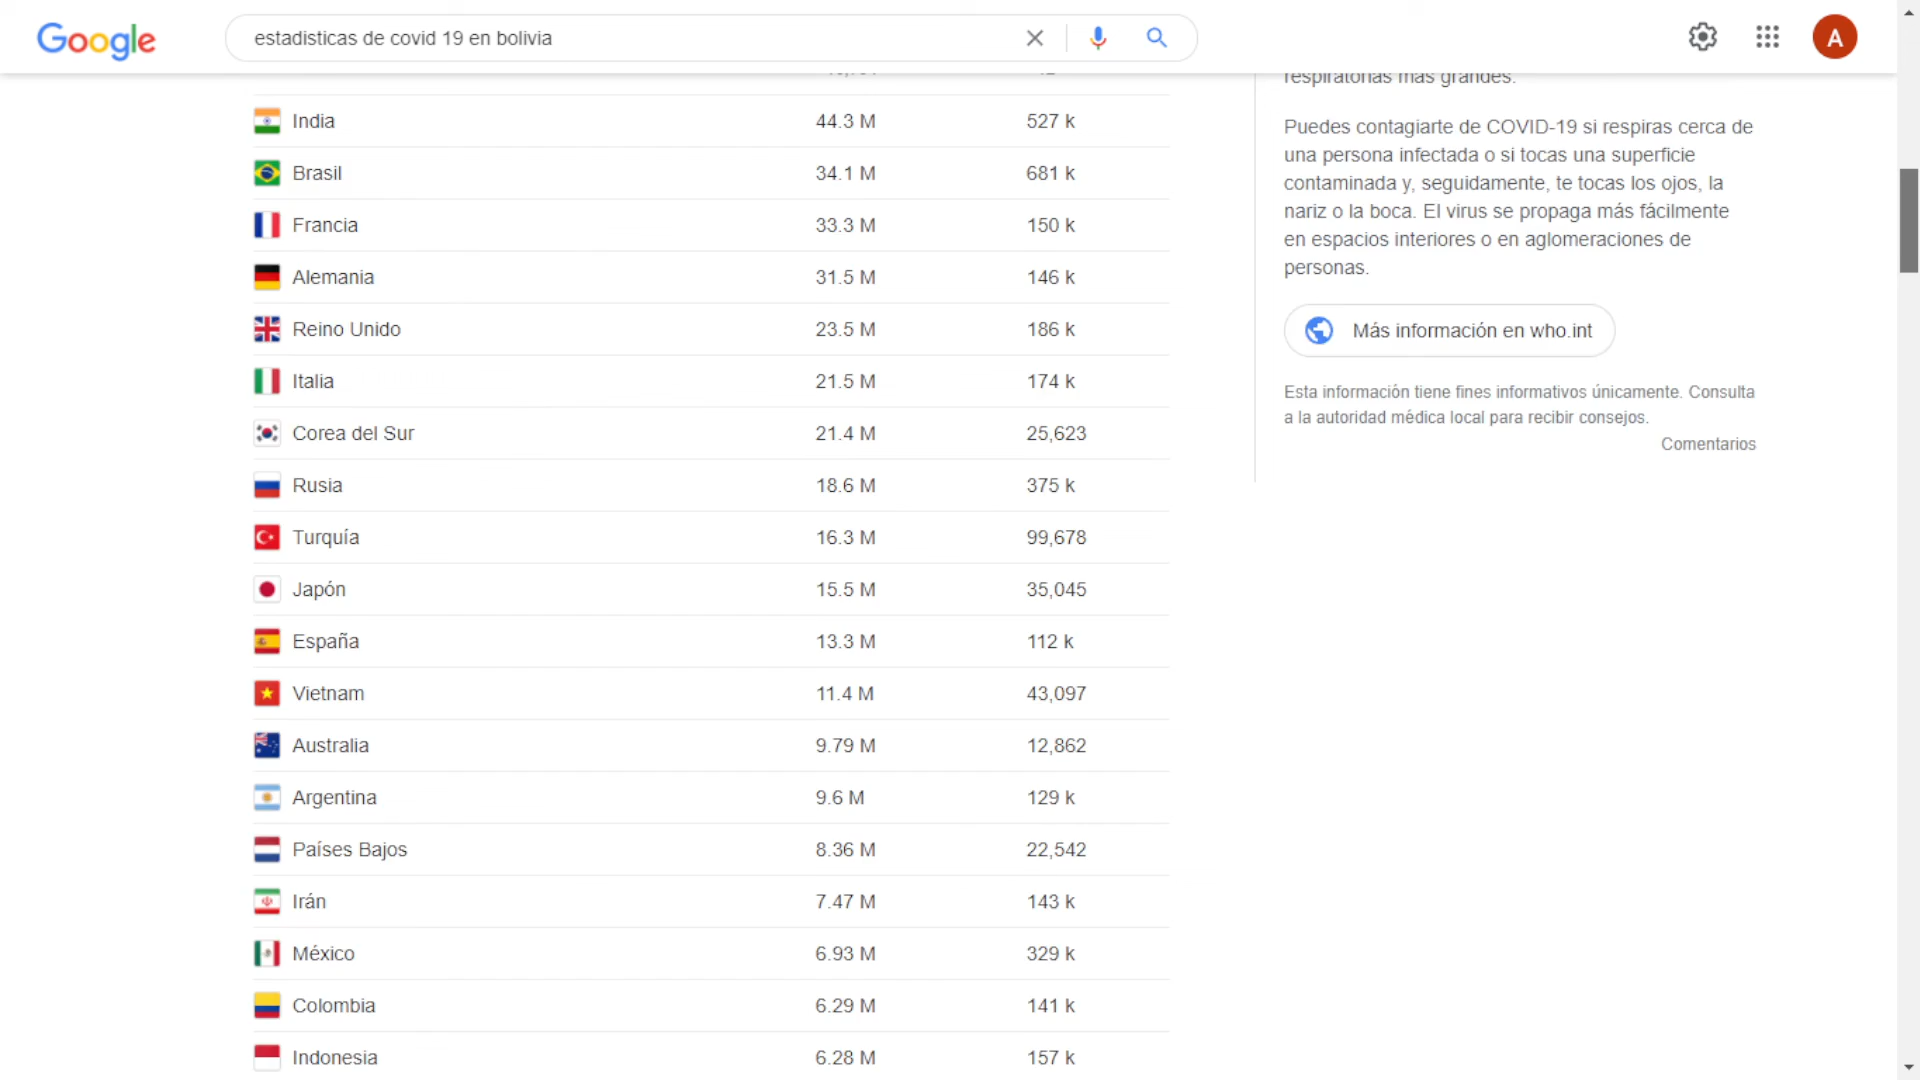 Google
estadisticas de covid 19 en bolivia
A
India 44.3 M 527 k
Brasil 34.1 M 681 k
Francia 33.3 M 150 k
Alemania 31.5 M 146 k
Reino Unido 23.5 M 186 k
Italia 21.5 M 174 k
Corea del Sur 21.4 M 25,623
Rusia 18.6 M 375 k
Turquía 16.3 M 99,678
Japón 15.5 M 35,045
España 13.3 M 112 k
Vietnam 11.4 M 43,097
Australia 9.79 M 12,862
Argentina 9.6 M 129 k
Países Bajos 8.36 M 22,542
Irán 7.47 M 143 k
México 6.93 M 329 k
Colombia 6.29 M 141 k
Indonesia 6.28 M 157 k
respiratorias más grandes.
Puedes contagiarte de COVID-19 si respiras cerca de
una persona infectada o si tocas una superficie
contaminada y, seguidamente, te tocas los ojos, la
nariz o la boca. El virus se propaga más fácilmente
en espacios interiores o en aglomeraciones de
personas.
Más información en who.int
Esta información tiene fines informativos únicamente. Consulta
a la autoridad médica local para recibir consejos.
Comentarios